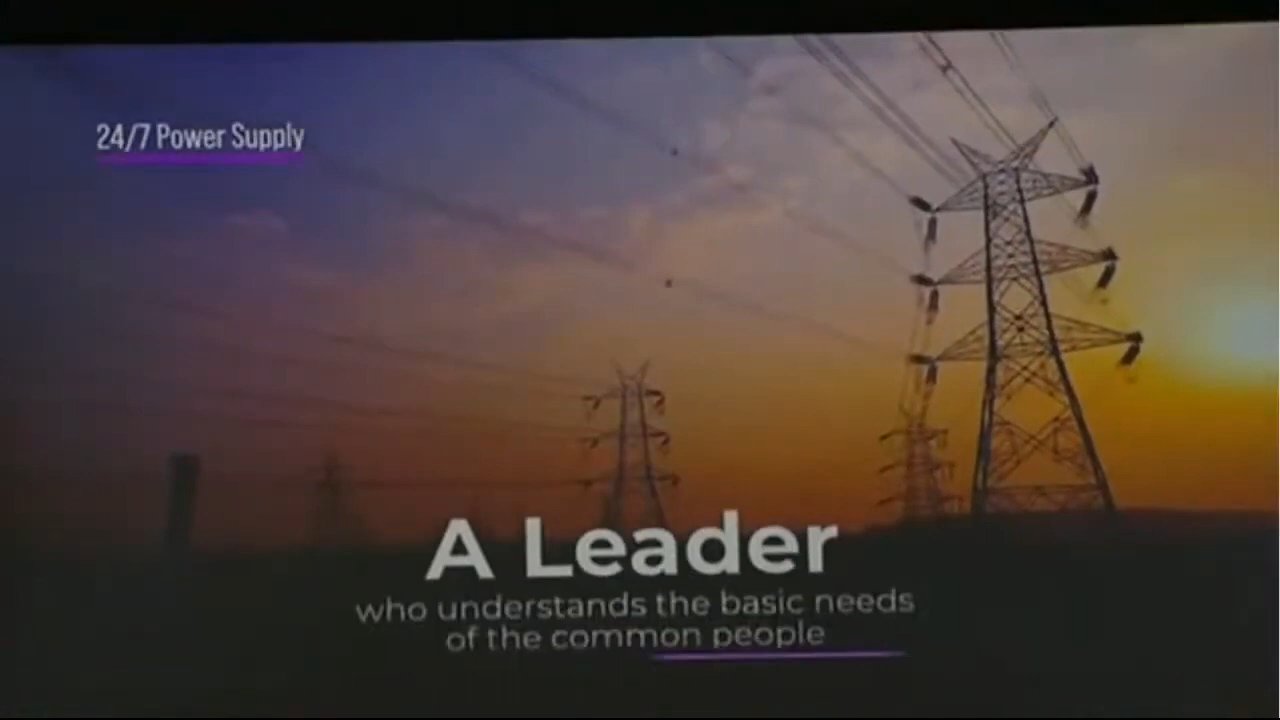 24/7 Power Supply
A Leader
who understands the basic needs
of the common people